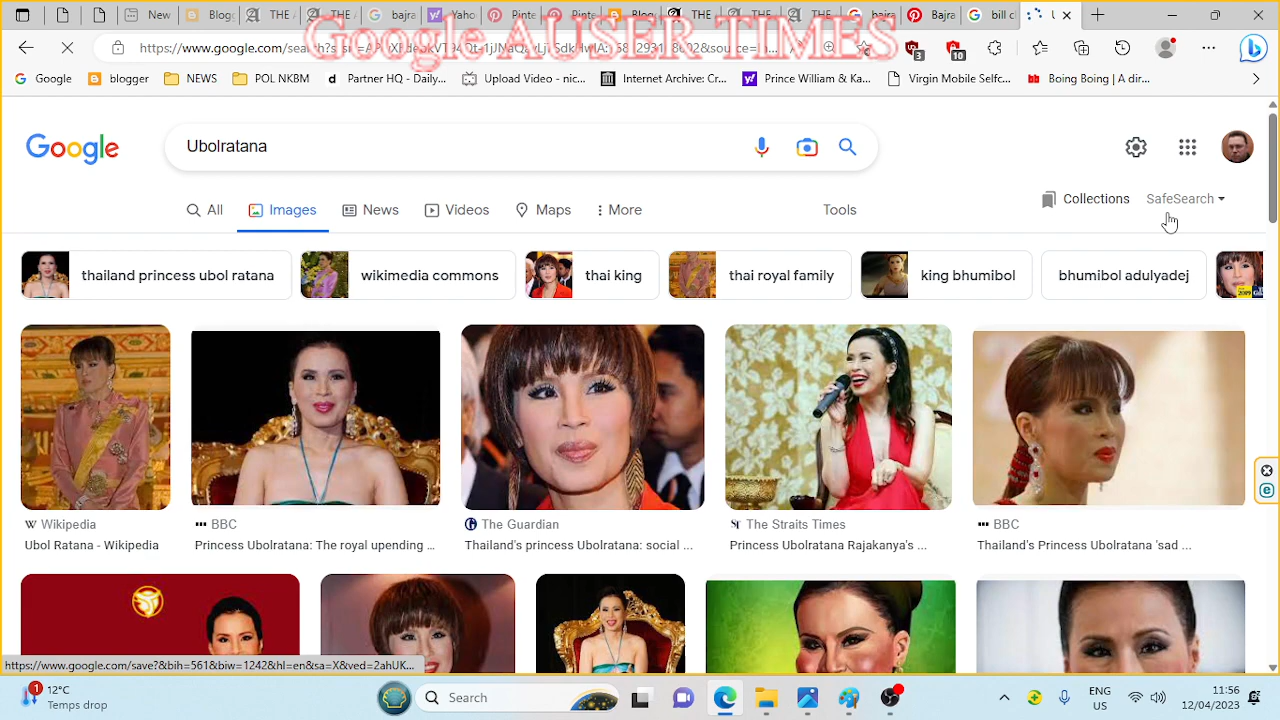 New
Blogg
THE A
THE A
bajra
Yaho
Pinte
Pinte
Blog
THE
THE
THE
bajra
Bajra
bill c
Google AUSER TIMES
3
10
Google
blogger
NEWS
POL NKBM
Partner HQ - Daily...
Upload Video - nic...
Internet Archive: Cr...
Prince William & Ka...
Virgin Mobile Selfc...
Boing Boing | A dir...
Google
Ubolratana
All
Images
News
Videos
Maps
More
Tools
Collections
SafeSearch
thailand princess ubol ratana
wikimedia commons
thai king
thai royal family
king bhumibol
bhumibol adulyadej
Wikipedia
Ubol Ratana - Wikipedia
BBC
Princess Ubolratana: The royal upending ...
The Guardian
Thailand's princess Ubolratana: social ...
The Straits Times
Princess Ubolratana Rajakanya's ...
BBC
Thailand's Princess Ubolratana 'sad ...
https://www.google.com/save?&bih=561&biw=1242&hl=en&sa=X&ved=2ahUK...
1
12°C
Temps drop
Search
ENG
US
11:56
12/04/2023